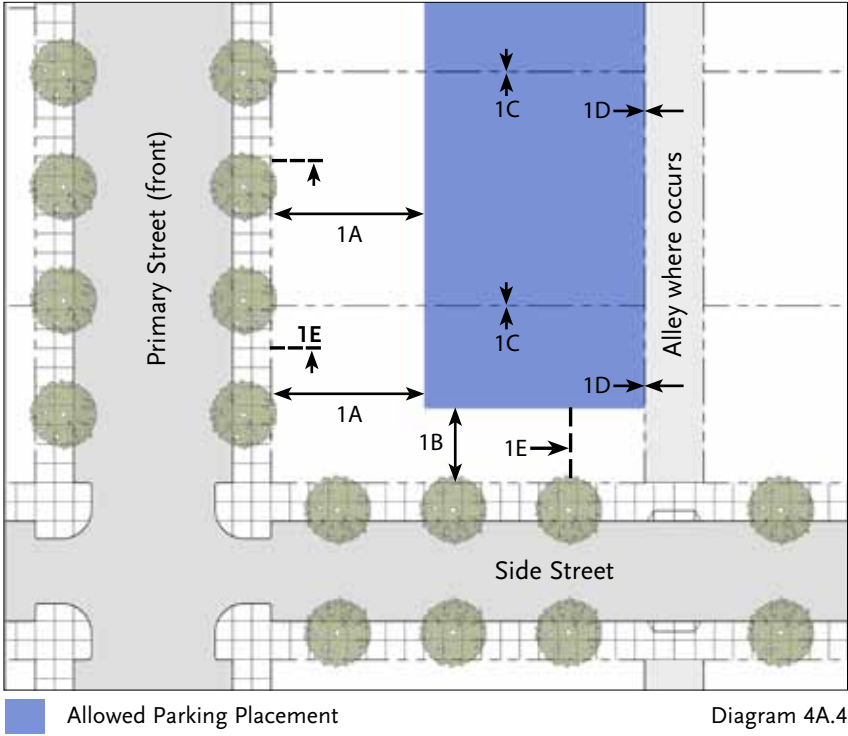 1C
1D
Primary Street (front)
Alley where occurs
1A
1E
1C
1D
1A
1B
1E
Side Street
Allowed Parking Placement
Diagram 4A.4